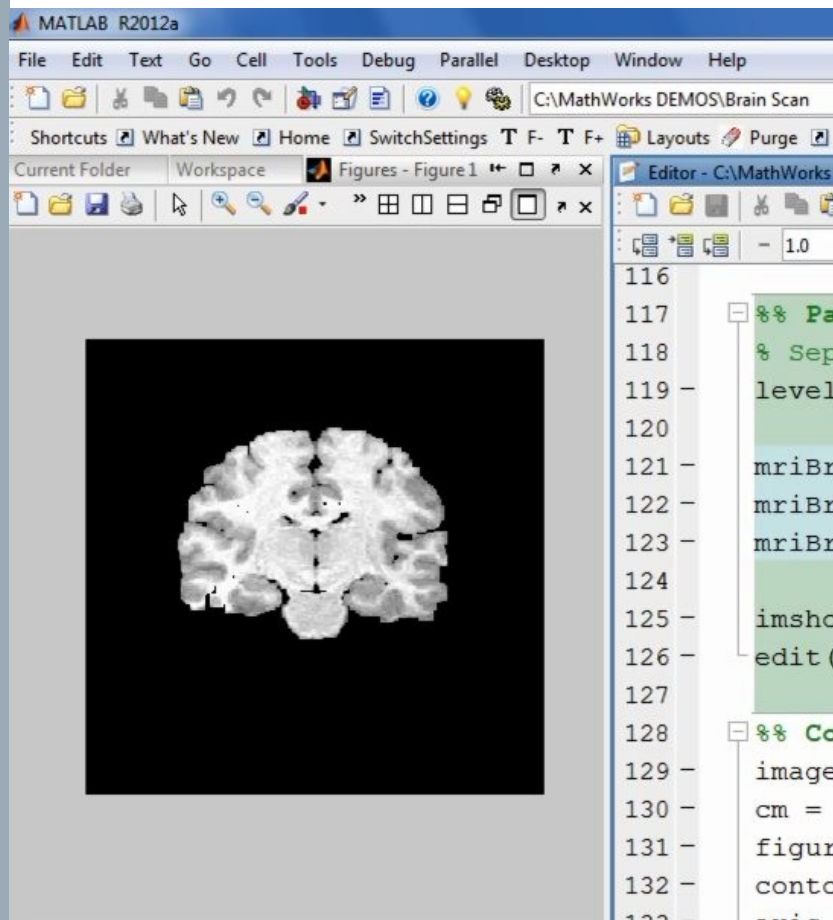 MATLAB R2012a
File Edit Text Go Cell Tools Debug Parallel Desktop Window Help
C:\MathWorks DEMOS\Brain Scan
Shortcuts What's New Home SwitchSettings T F- T F+ Layouts Purge
Current Folder Workspace Figures - Figure 1 Editor - C:\MathWorks
1.0
116
117 %% Pa
118 % Sep
119 - level
120
121 - mriBr
122 - mriBr
123 - mriBr
124
125 - imsho
126 - edit(
127
128 %% Co
129 - image
130 - cm =
131 - figur
132 - conto